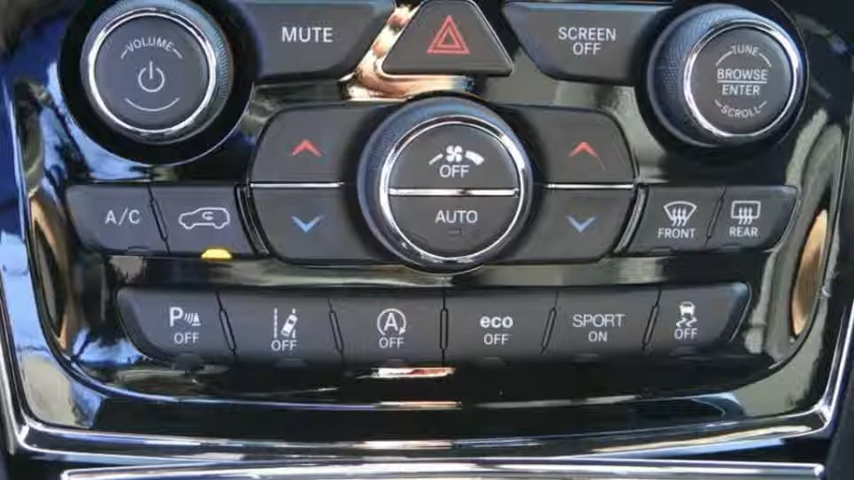 VOLUME
MUTE
SCREEN
OFF
TUNE
BROWSE
ENTER
SCROLL
OFF
AUTO
A/C
FRONT
REAR
P
OFF
OFF
A
OFF
eco
OFF
SPORT
ON
OFF